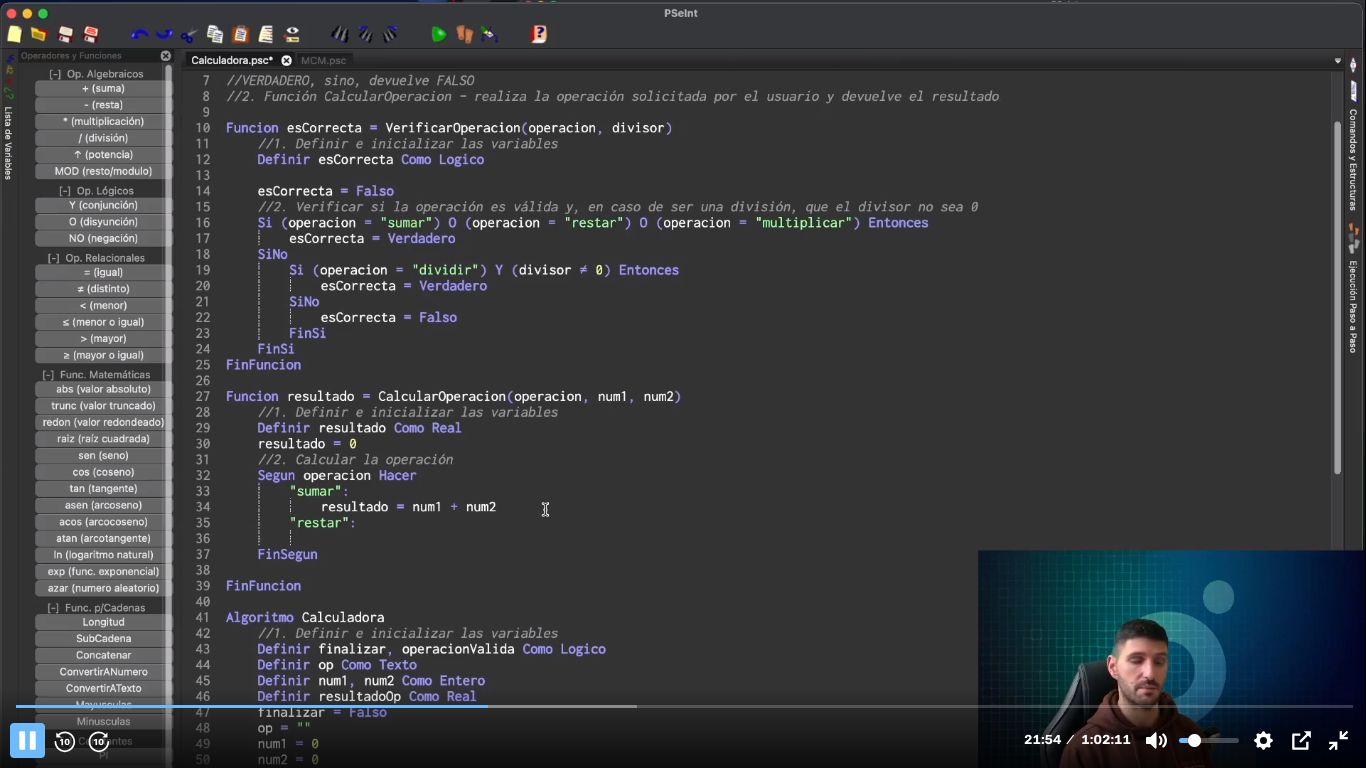 PSeInt
Operadores y Funciones
Calculadora.psc*
MCM.psc
Lista de Variables
[-] Op. Algebraicos
+ (suma)
- (resta)
* (multiplicación)
/ (división)
↑ (potencia)
MOD (resto/modulo)
[-] Op. Lógicos
Y (conjunción)
O (disyunción)
NO (negación)
[-] Op. Relacionales
= (igual)
≠ (distinto)
< (menor)
≤ (menor o igual)
> (mayor)
≥ (mayor o igual)
[-] Func. Matemáticas
abs (valor absoluto)
trunc (valor truncado)
redon (valor redondeado)
raiz (raíz cuadrada)
sen (seno)
cos (coseno)
tan (tangente)
asen (arcoseno)
acos (arcocoseno)
atan (arcotangente)
ln (logaritmo natural)
exp (func. exponencial)
azar (numero aleatorio)
[-] Func. p/Cadenas
Longitud
SubCadena
Concatenar
ConvertirANumero
ConvertirATexto
Mayusculas
Minusculas
PI
7 //VERDADERO, sino, devuelve FALSO
8 //2. Función CalcularOperacion - realiza la operación solicitada por el usuario y devuelve el resultado
9
10 Funcion esCorrecta = VerificarOperacion(operacion, divisor)
11 //1. Definir e inicializar las variables
12 Definir esCorrecta Como Logico
13
14 esCorrecta = Falso
15 //2. Verificar si la operación es válida y, en caso de ser una división, que el divisor no sea 0
16 Si (operacion = "sumar") O (operacion = "restar") O (operacion = "multiplicar") Entonces
17 esCorrecta = Verdadero
18 SiNo
19 Si (operacion = "dividir") Y (divisor ≠ 0) Entonces
20 esCorrecta = Verdadero
21 SiNo
22 esCorrecta = Falso
23 FinSi
24 FinSi
25 FinFuncion
26
27 Funcion resultado = CalcularOperacion(operacion, num1, num2)
28 //1. Definir e inicializar las variables
29 Definir resultado Como Real
30 resultado = 0
31 //2. Calcular la operación
32 Segun operacion Hacer
33 "sumar":
34 resultado = num1 + num2
35 "restar":
36
37 FinSegun
38
39 FinFuncion
40
41 Algoritmo Calculadora
42 //1. Definir e inicializar las variables
43 Definir finalizar, operacionValida Como Logico
44 Definir op Como Texto
45 Definir num1, num2 Como Entero
46 Definir resultadoOp Como Real
47 finalizar = Falso
48 op = ""
49 num1 = 0
50 num2 = 0
Comandos y Estructuras
Ejecución Paso a Paso
10
10
21:54 / 1:02:11